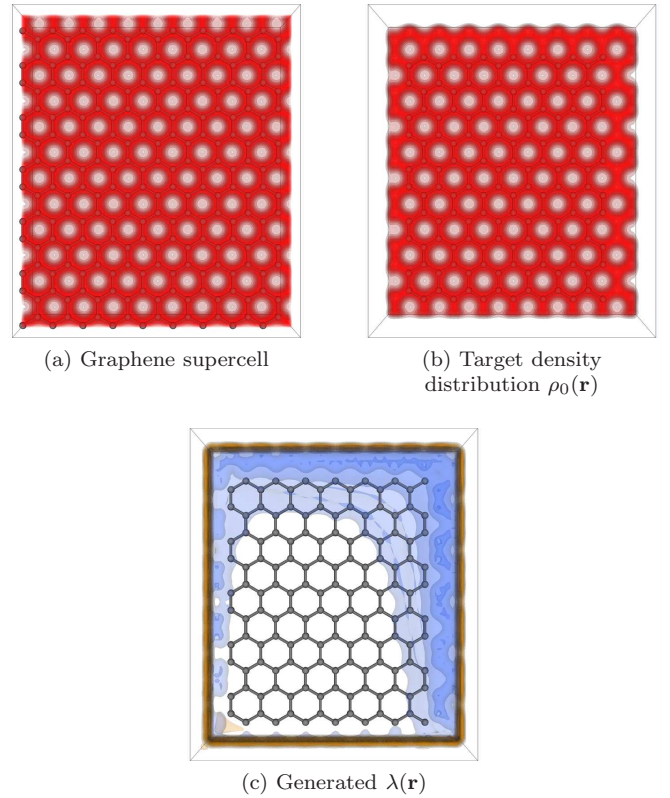 (a) Graphene supercell
(b) Target density
distribution ρ₀(𝐫)
(c) Generated λ(𝐫)